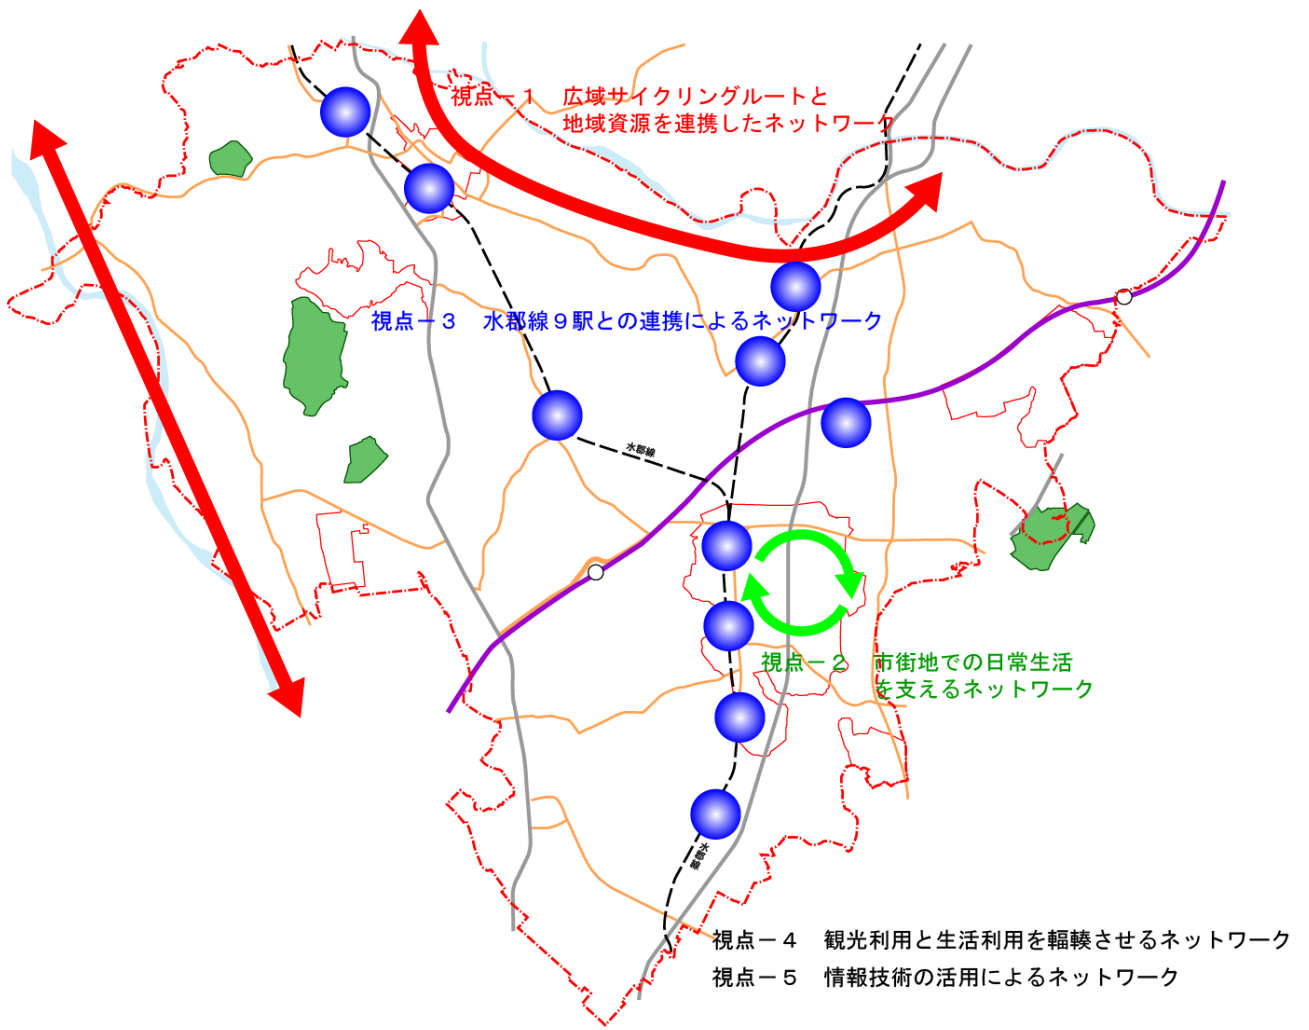 視点－１　広域サイクリングルートと
地域資源を連携したネットワーク
視点－３　水郡線９駅との連携によるネットワーク
水郡線
視点－２　市街地での日常生活
を支えるネットワーク
水郡線
視点－４　観光利用と生活利用を輻輳させるネットワーク
視点－５　情報技術の活用によるネットワーク